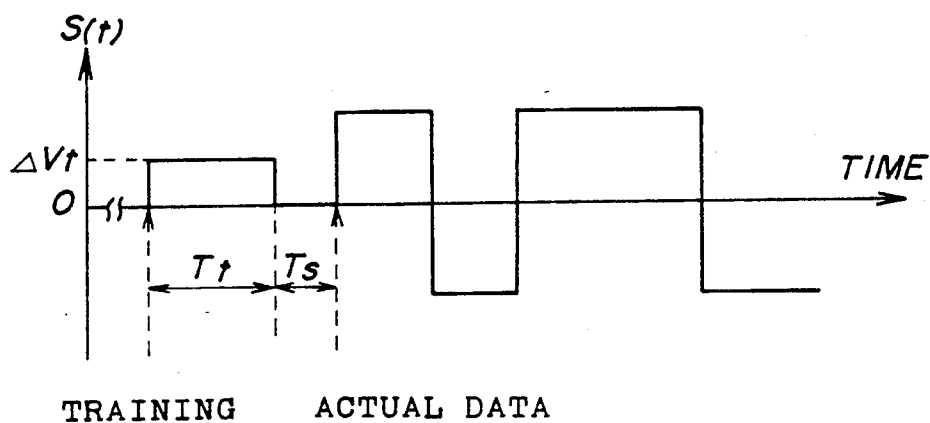 S(t)
ΔVt
0
TIME
Tt
Ts
TRAINING
ACTUAL DATA